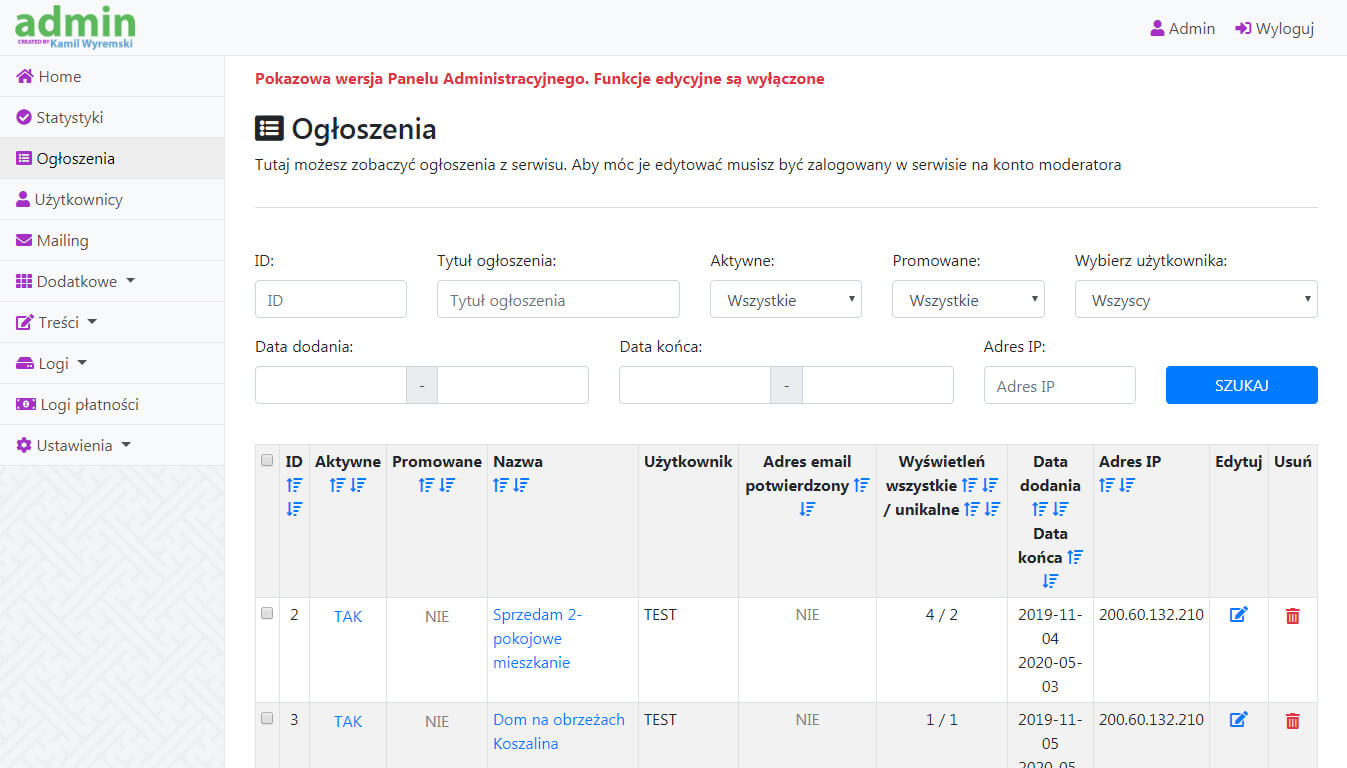 admin
CREATED BY Kamil Wyremski
Admin
Wyloguj
Home
Statystyki
Ogłoszenia
Użytkownicy
Mailing
Dodatkowe
Treści
Logi
Logi płatności
Ustawienia
Pokazowa wersja Panelu Administracyjnego. Funkcje edycyjne są wyłączone
Ogłoszenia
Tutaj możesz zobaczyć ogłoszenia z serwisu. Aby móc je edytować musisz być zalogowany w serwisie na konto moderatora
ID: Tytuł ogłoszenia: Aktywne: Promowane: Wybierz użytkownika:
ID Tytuł ogłoszenia Wszystkie Wszystkie Wszyscy
Data dodania: Data końca: Adres IP:
- - Adres IP SZUKAJ
ID Aktywne Promowane Nazwa Użytkownik Adres email Wyświetleń Data Adres IP Edytuj Usuń
potwierdzony wszystkie dodania
/ unikalne
Data
końca
2 TAK NIE Sprzedam 2- TEST NIE 4 / 2 2019-11- 200.60.132.210
pokojowe 04
mieszkanie 2020-05-
03
3 TAK NIE Dom na obrzeżach TEST NIE 1 / 1 2019-11- 200.60.132.210
Koszalina 05
2020-05-